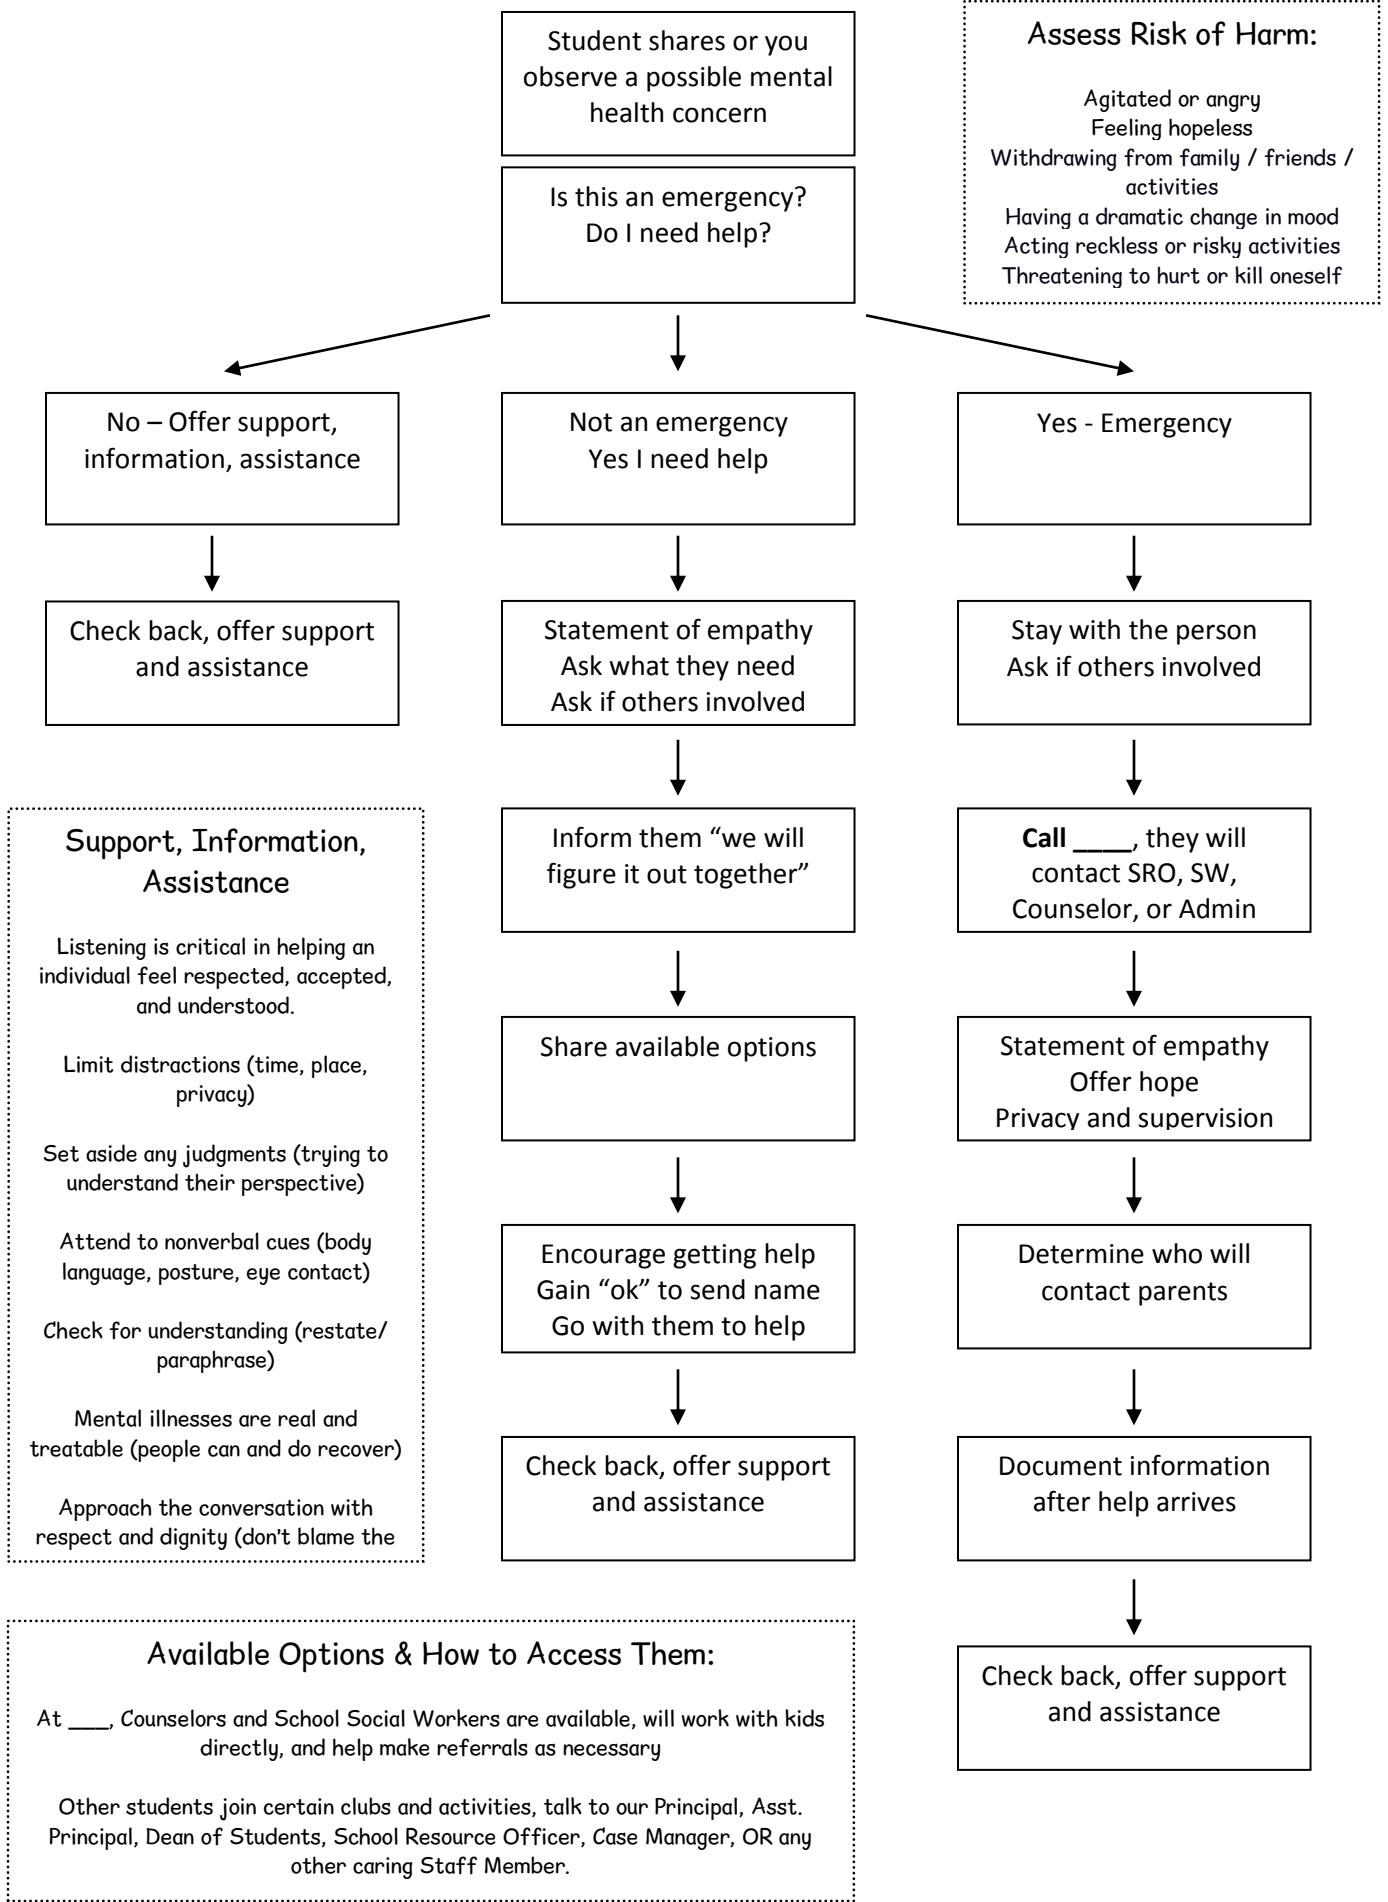 Student shares or you
observe a possible mental
health concern
Assess Risk of Harm:
Agitated or angry
Feeling hopeless
Withdrawing from family / friends /
activities
Having a dramatic change in mood
Acting reckless or risky activities
Threatening to hurt or kill oneself
Is this an emergency?
Do I need help?
No – Offer support,
information, assistance
Not an emergency
Yes I need help
Yes - Emergency
Check back, offer support
and assistance
Statement of empathy
Ask what they need
Ask if others involved
Stay with the person
Ask if others involved
Support, Information,
Assistance
Listening is critical in helping an
individual feel respected, accepted,
and understood.
Limit distractions (time, place,
privacy)
Set aside any judgments (trying to
understand their perspective)
Attend to nonverbal cues (body
language, posture, eye contact)
Check for understanding (restate/
paraphrase)
Mental illnesses are real and
treatable (people can and do recover)
Approach the conversation with
respect and dignity (don't blame the
Inform them “we will
figure it out together”
Call ____, they will
contact SRO, SW,
Counselor, or Admin
Share available options
Statement of empathy
Offer hope
Privacy and supervision
Encourage getting help
Gain “ok” to send name
Go with them to help
Determine who will
contact parents
Check back, offer support
and assistance
Document information
after help arrives
Available Options & How to Access Them:
At ___, Counselors and School Social Workers are available, will work with kids
directly, and help make referrals as necessary
Other students join certain clubs and activities, talk to our Principal, Asst.
Principal, Dean of Students, School Resource Officer, Case Manager, OR any
other caring Staff Member.
Check back, offer support
and assistance